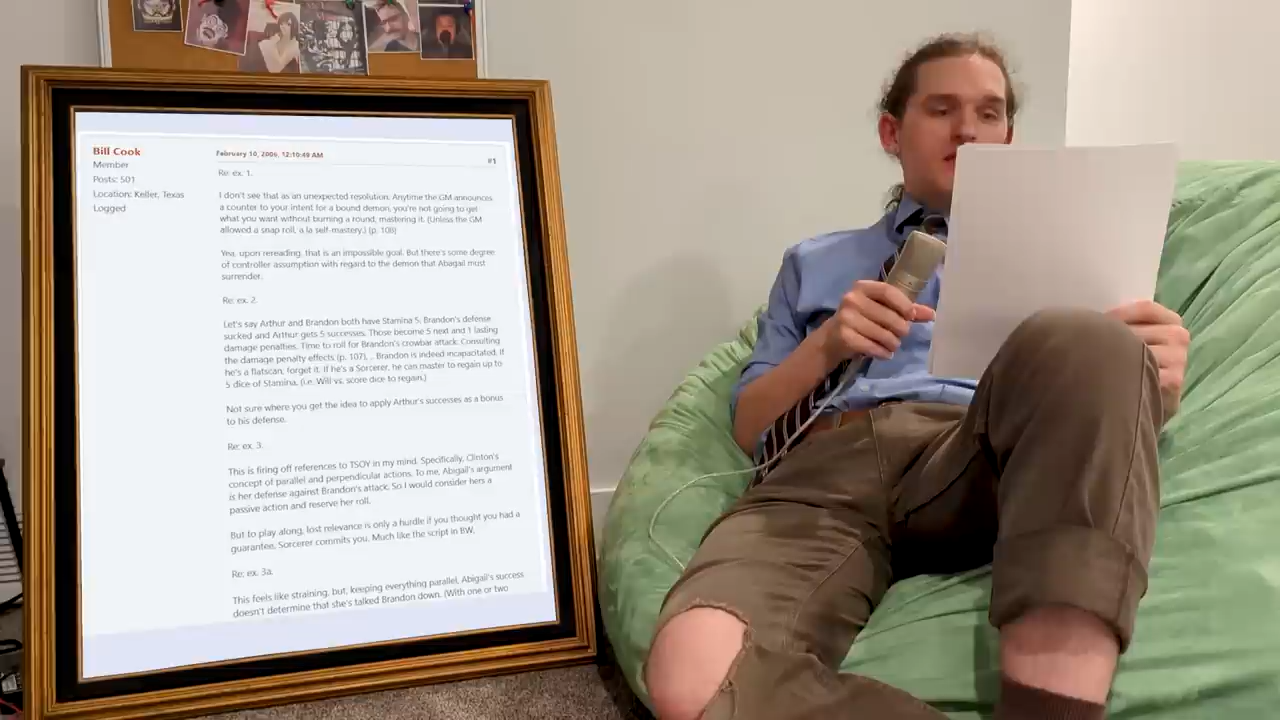 Bill Cook
Member
Posts: 501
Location: Keller, Texas
Logged
February 10, 2006, 12:10:49 AM
#1
Re: ex. 1.
I don't see that as an unexpected resolution. Anytime the GM announces
a counter to your intent for a bound demon, you're not going to get
what you want without burning a round, mastering it. (Unless the GM
allowed a snap roll, a la self-mastery.) (p. 108)
Yea, upon rereading, that is an impossible goal. But there's some degree
of controller assumption with regard to the demon that Abagail must
surrender.
Re: ex. 2.
Let's say Arthur and Brandon both have Stamina 5. Brandon's defense
sucked and Arthur gets 5 successes. Those become 5 next and 1 lasting
damage penalties. Time to roll for Brandon's crowbar attack. Consulting
the damage penalty effects (p. 107). .. Brandon is indeed incapacitated. If
he's a flatscan, forget it. If he's a Sorcerer, he can master to regain up to
5 dice of Stamina. (i.e. Will vs. score dice to regain.)
Not sure where you get the idea to apply Arthur's successes as a bonus
to his defense.
Re: ex. 3.
This is firing off references to TSOY in my mind. Specifically, Clinton's
concept of parallel and perpendicular actions. To me, Abigail's argument
is her defense against Brandon's attack. So I would consider hers a
passive action and reserve her roll.
But to play along, lost relevance is only a hurdle if you thought you had a
guarantee. Sorcerer commits you. Much like the script in BW.
Re: ex. 3a.
This feels like straining, but, keeping everything parallel, Abigail's success
doesn't determine that she's talked Brandon down. (With one or two